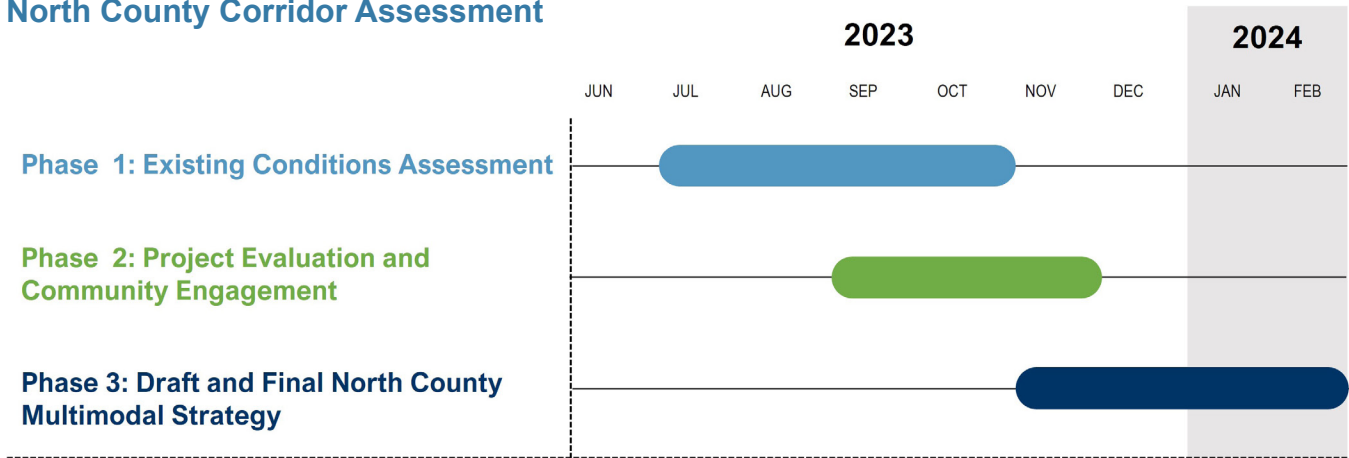 North County Corridor Assessment
2023
2024
JUN JUL AUG SEP OCT NOV DEC JAN FEB
Phase 1: Existing Conditions Assessment
Phase 2: Project Evaluation and
Community Engagement
Phase 3: Draft and Final North County
Multimodal Strategy